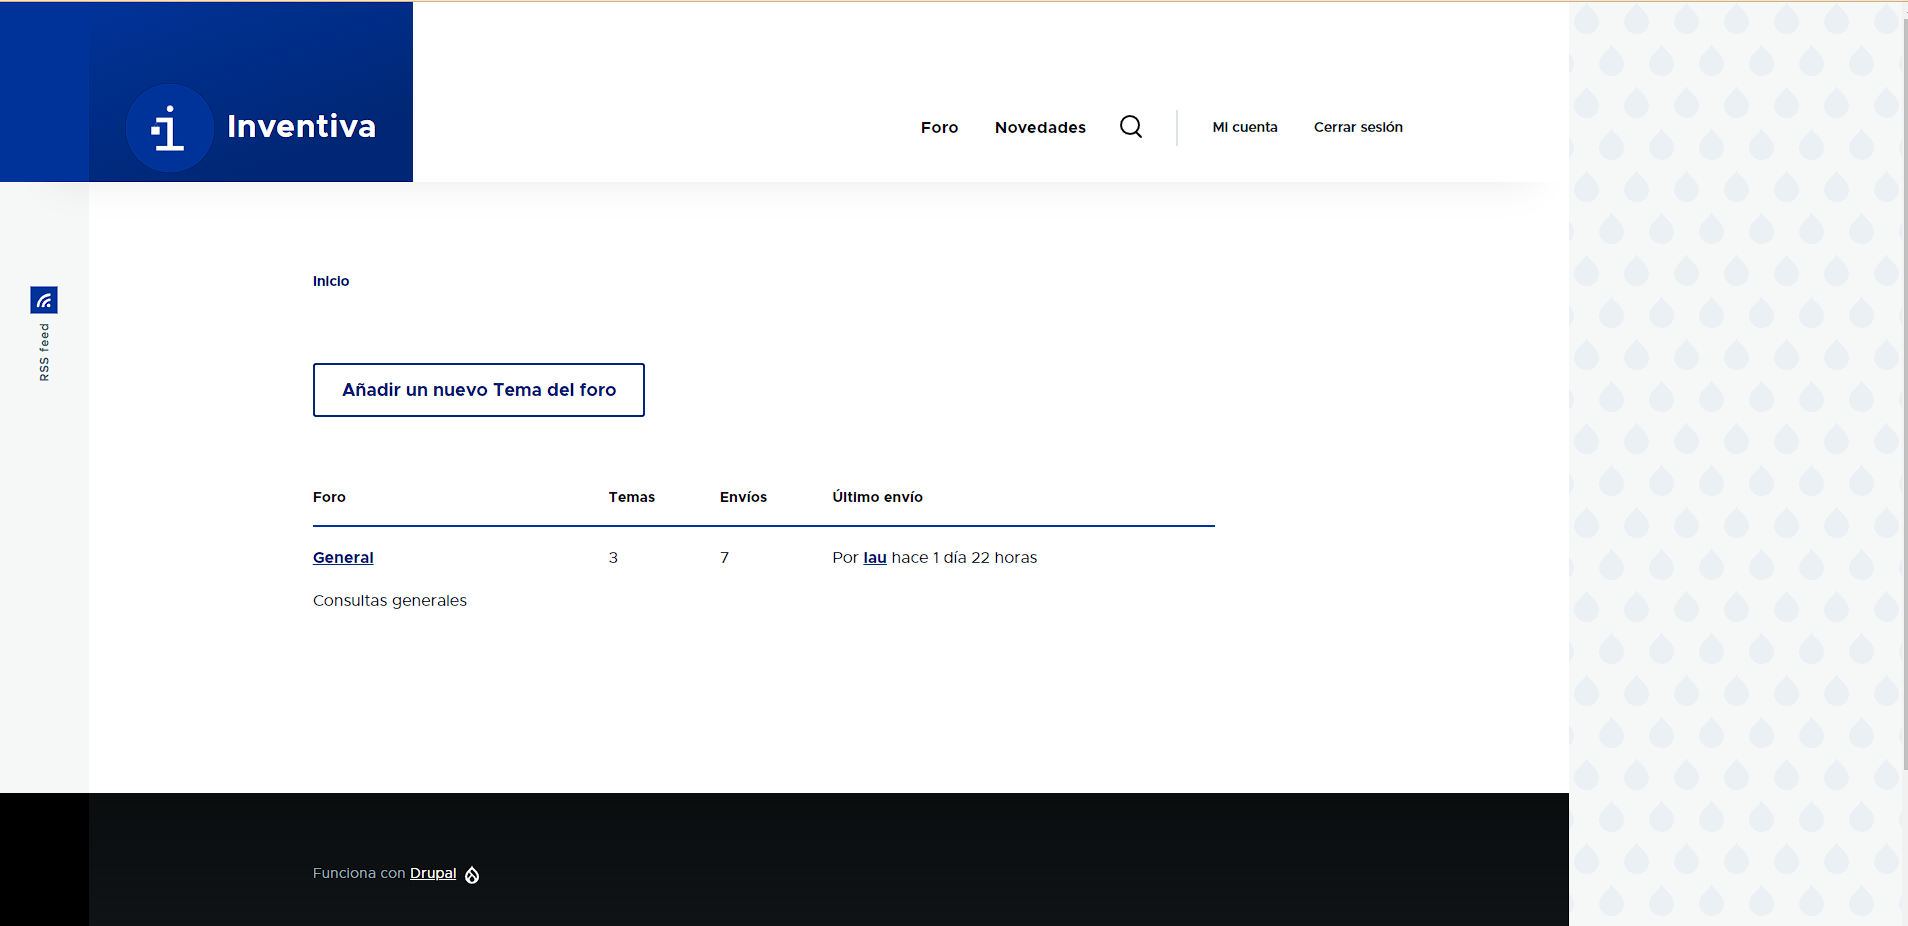 Inventiva
Foro Novedades Mi cuenta Cerrar sesión
Inicio
RSS feed
Añadir un nuevo Tema del foro
Foro Temas Envíos Último envío
General 3 7 Por lau hace 1 día 22 horas
Consultas generales
Funciona con Drupal